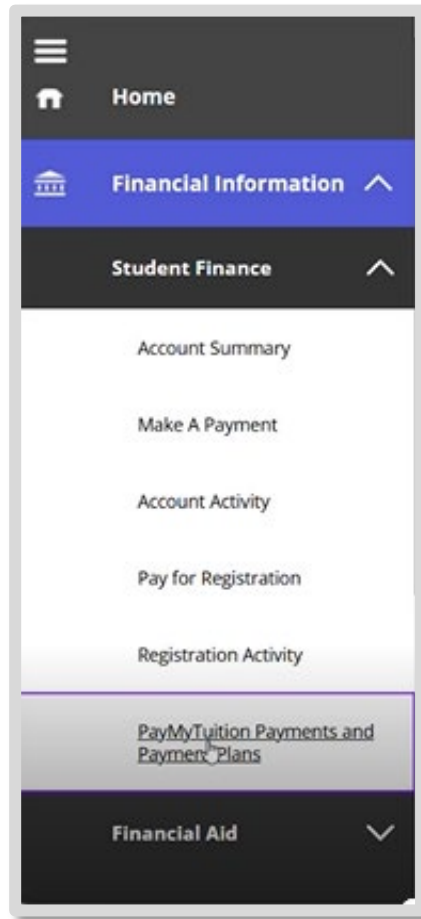 Home
Financial Information
Student Finance
Account Summary
Make A Payment
Account Activity
Pay for Registration
Registration Activity
PayMyTuition Payments and
Payment Plans
Financial Aid